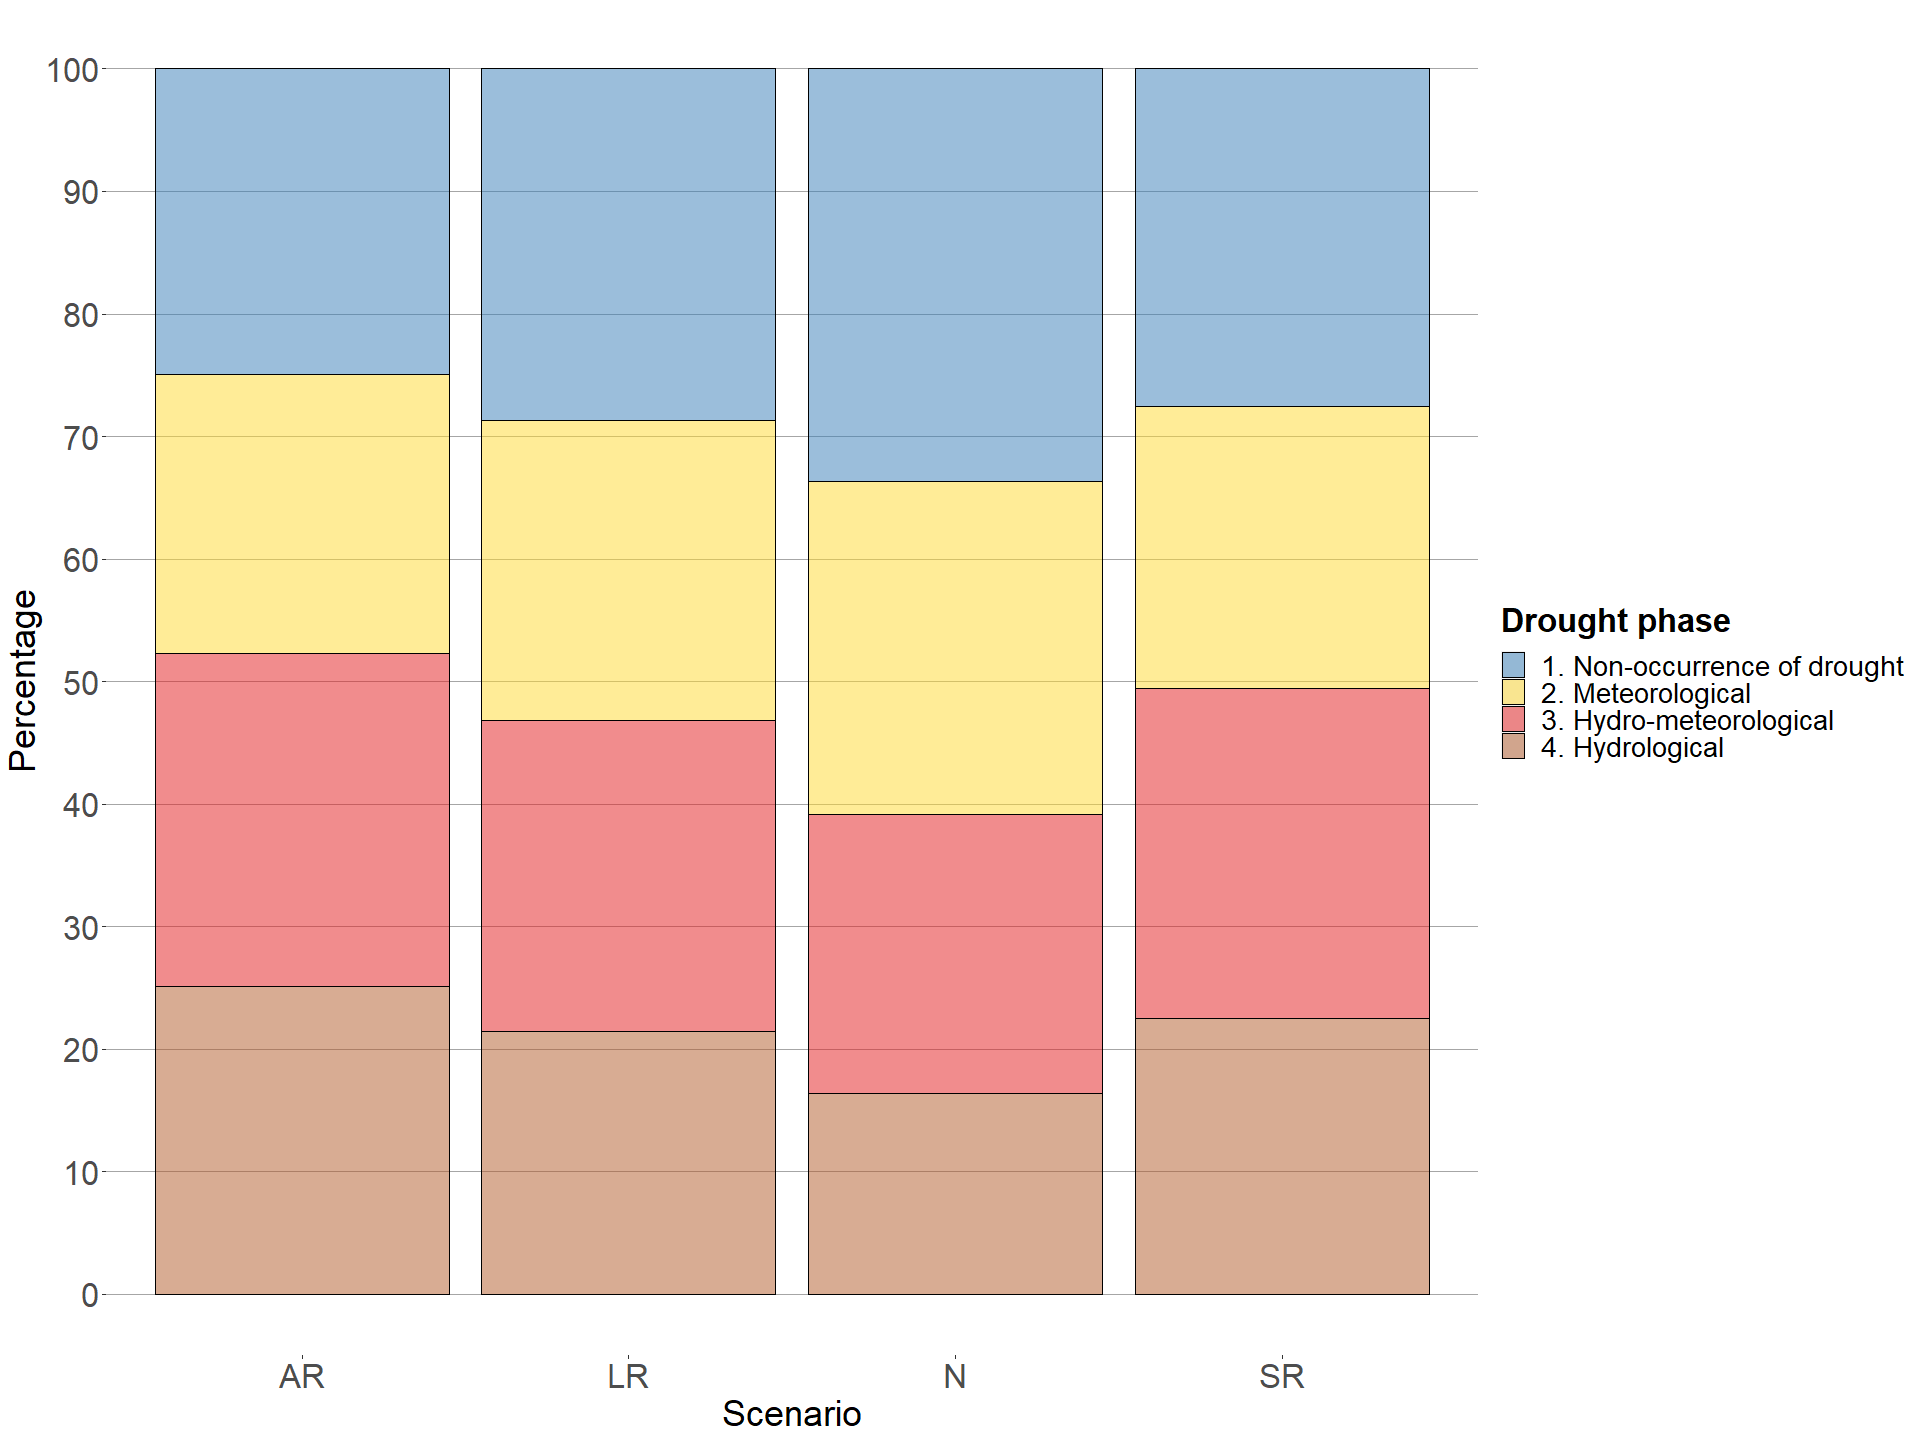 100
90
80
70
60
50
40
30
20
10
0
Percentage
AR LR N SR
Scenario
Drought phase
1. Non-occurrence of drought
2. Meteorological
3. Hydro-meteorological
4. Hydrological